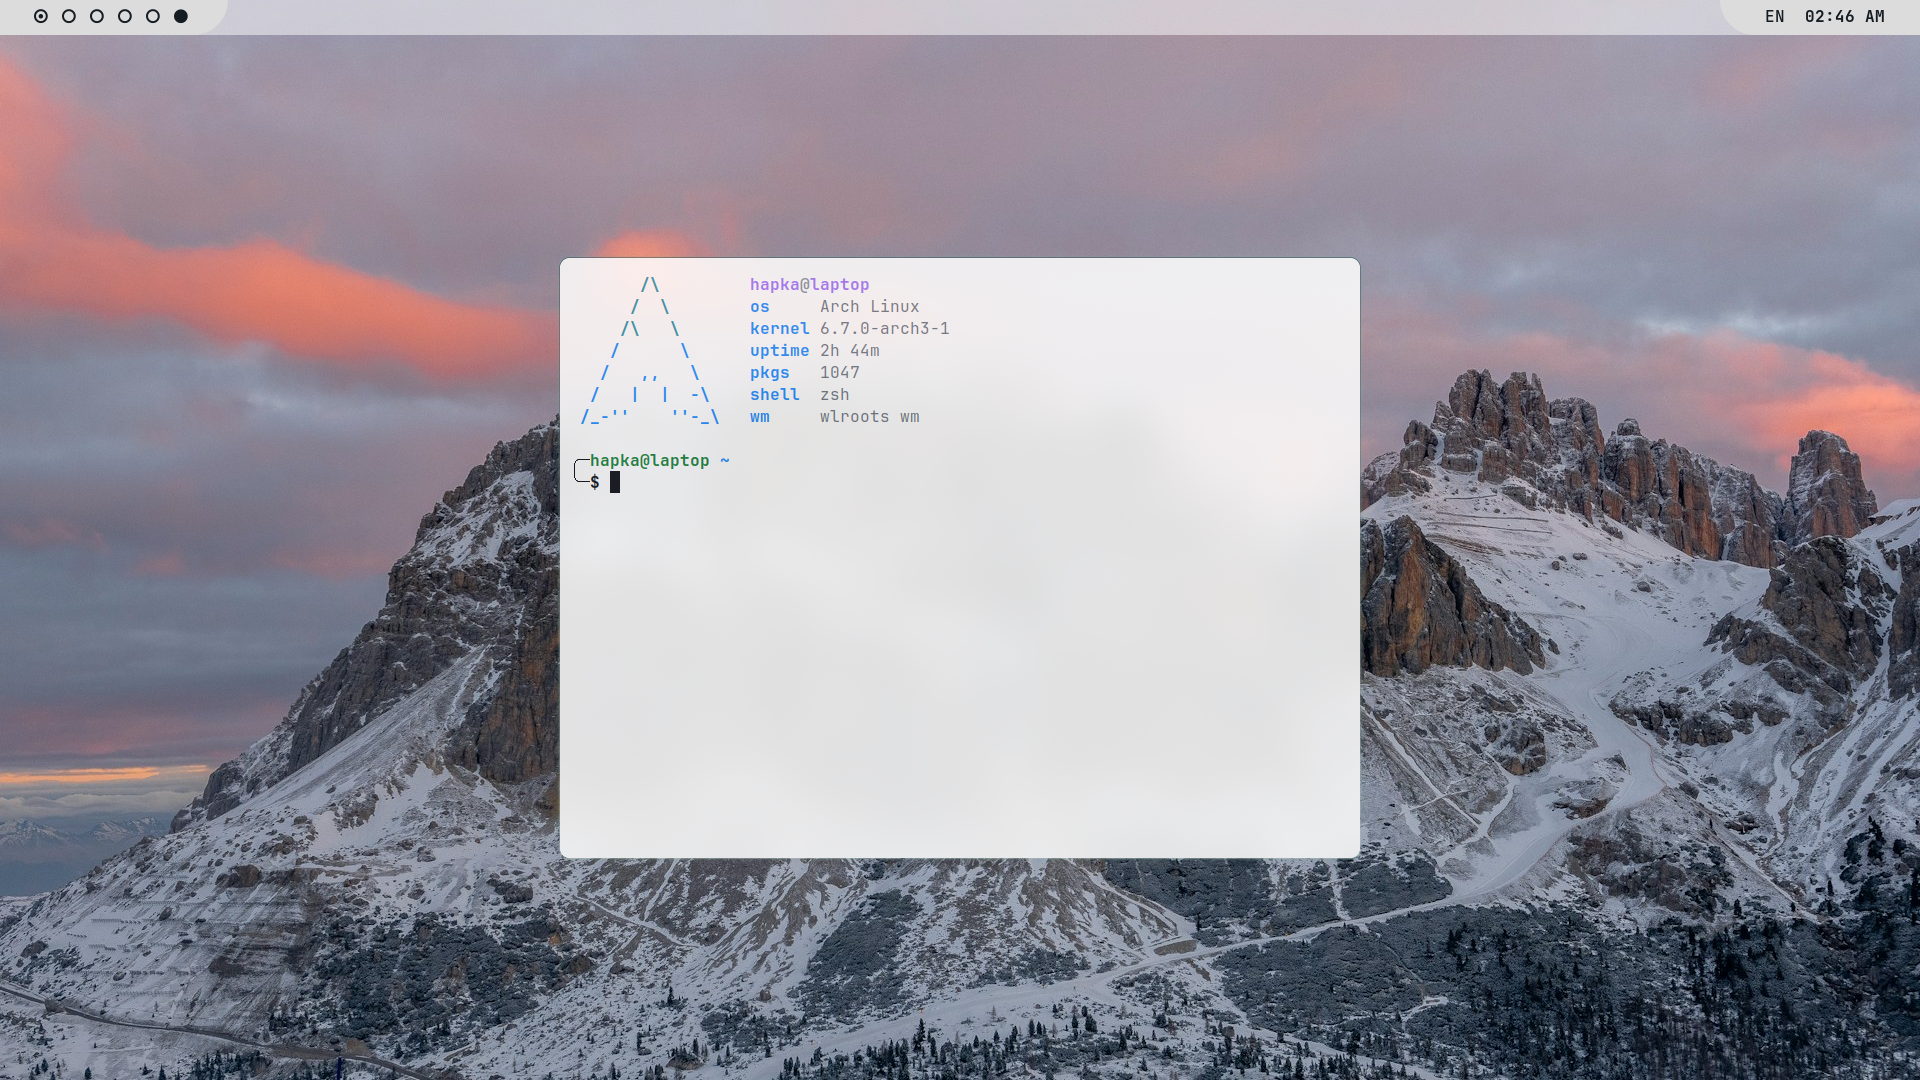 EN 02:46 AM
hapka@laptop
os Arch Linux
kernel 6.7.0-arch3-1
uptime 2h 44m
pkgs 1047
shell zsh
wm wlroots wm
hapka@laptop ~
$